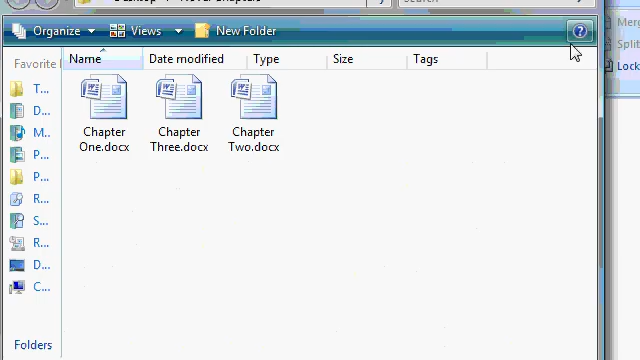 Organize Views New Folder
Favorite
Name Date modified Type Size Tags
Chapter One.docx
Chapter Three.docx
Chapter Two.docx
T...
D...
M...
P...
P...
R...
S...
R...
D...
C...
Folders
Merg
Split
Lock